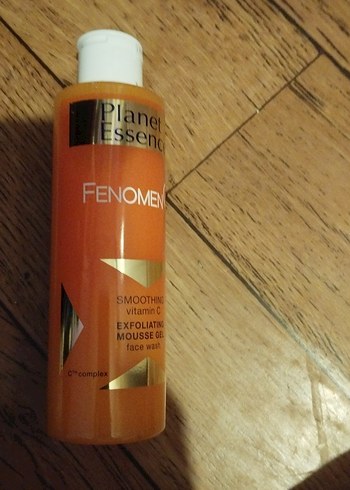 Planet
Essenc
FENOMEN
SMOOTHING
vitamin C
EXFOLIATING
MOUSSE GEL
face wash
complex